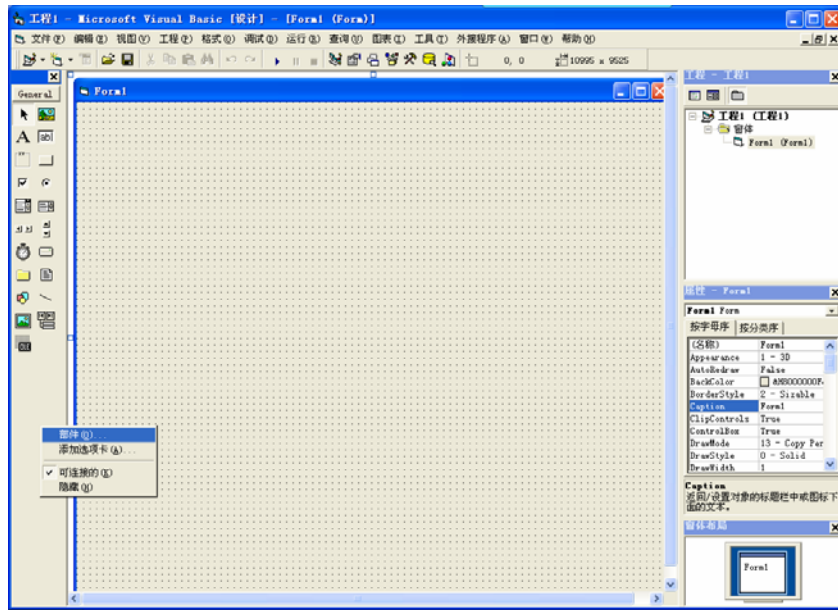 工程1 - Microsoft Visual Basic [设计] - [Form1 (Form)]
文件(F) 编辑(E) 视图(V) 工程(P) 格式(O) 调试(D) 运行(R) 查询(U) 图表(I) 工具(T) 外接程序(A) 窗口(W) 帮助(H)
0, 0 10995 x 9525
General
Form1
部件(O)...
添加选项卡(A)...
可连接的(K)
隐藏(H)
工程 - 工程1
工程1 (工程1)
窗体
Form1 (Form1)
属性 - Form1
Form1 Form
按字母序 按分类序
(名称) Form1
Appearance 1 - 3D
AutoRedraw False
BackColor &H8000000F&
BorderStyle 2 - Sizable
Caption Form1
ClipControls True
ControlBox True
DrawMode 13 - Copy Per
DrawStyle 0 - Solid
DrawWidth 1
Caption
返回/设置对象的标题栏中或图标下
面的文本。
窗体布局
Form1